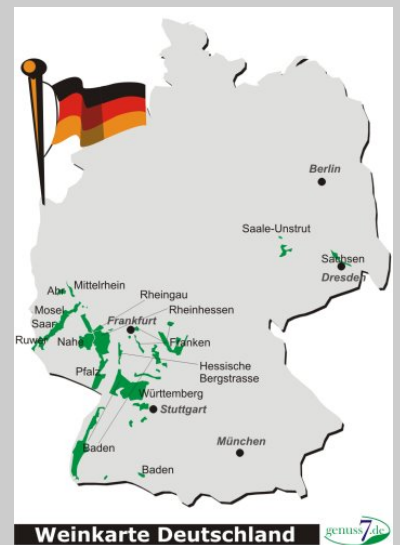 Berlin
Saale-Unstrut
Sachsen
Dresden
Ahr
Mittelrhein
Rheingau
Mosel
Rheinhessen
Saar
Frankfurt
Ruwer
Nahe
Franken
Hessische
Bergstrasse
Pfalz
Württemberg
Stuttgart
Baden
München
Baden
Weinkarte Deutschland
genuss7.de